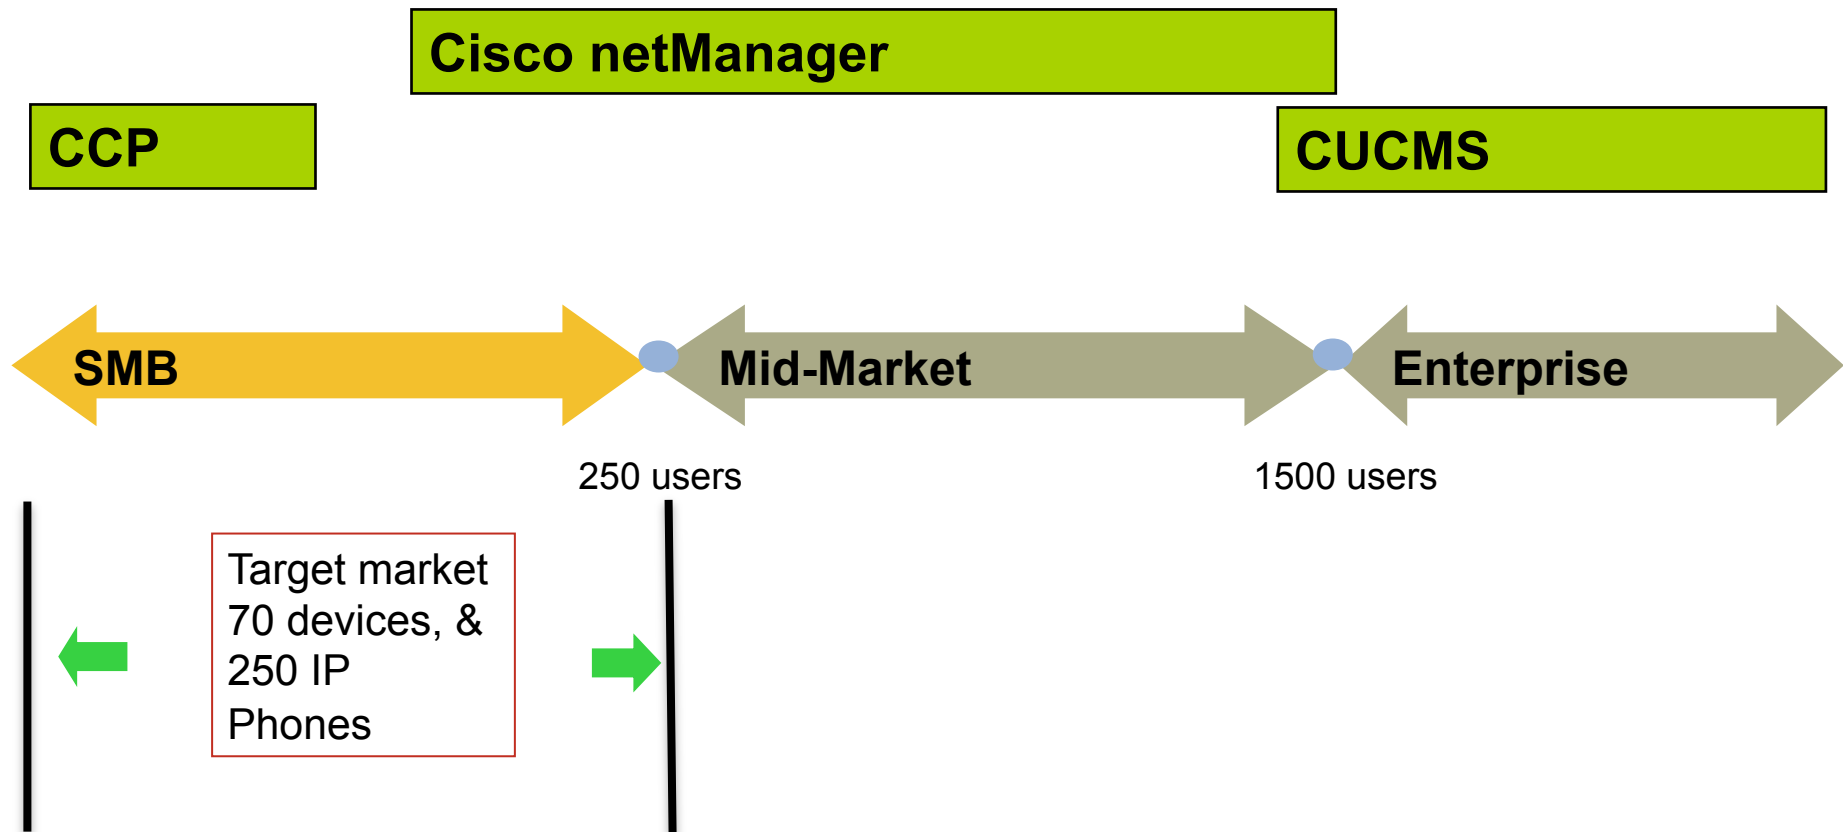 Cisco netManager
CCP
CUCMS
SMB
Mid-Market
Enterprise
250 users
1500 users
Target market
70 devices, &
250 IP
Phones